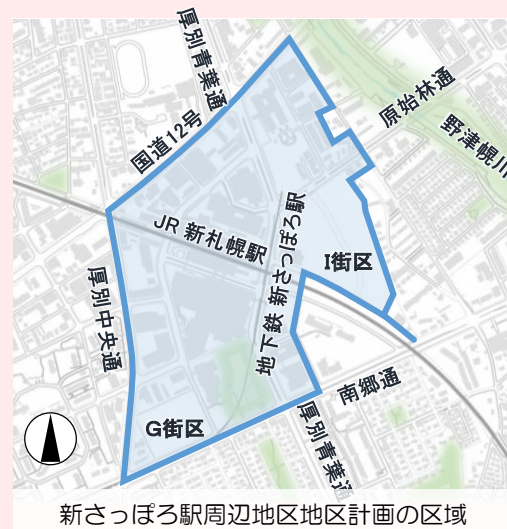 厚別青葉通
国道12号
原始林通
野津幌川
JR 新札幌駅
地下鉄 新さっぽろ駅
I街区
厚別中央通
南郷通
G街区
厚別青葉通
新さっぽろ駅周辺地区地区計画の区域